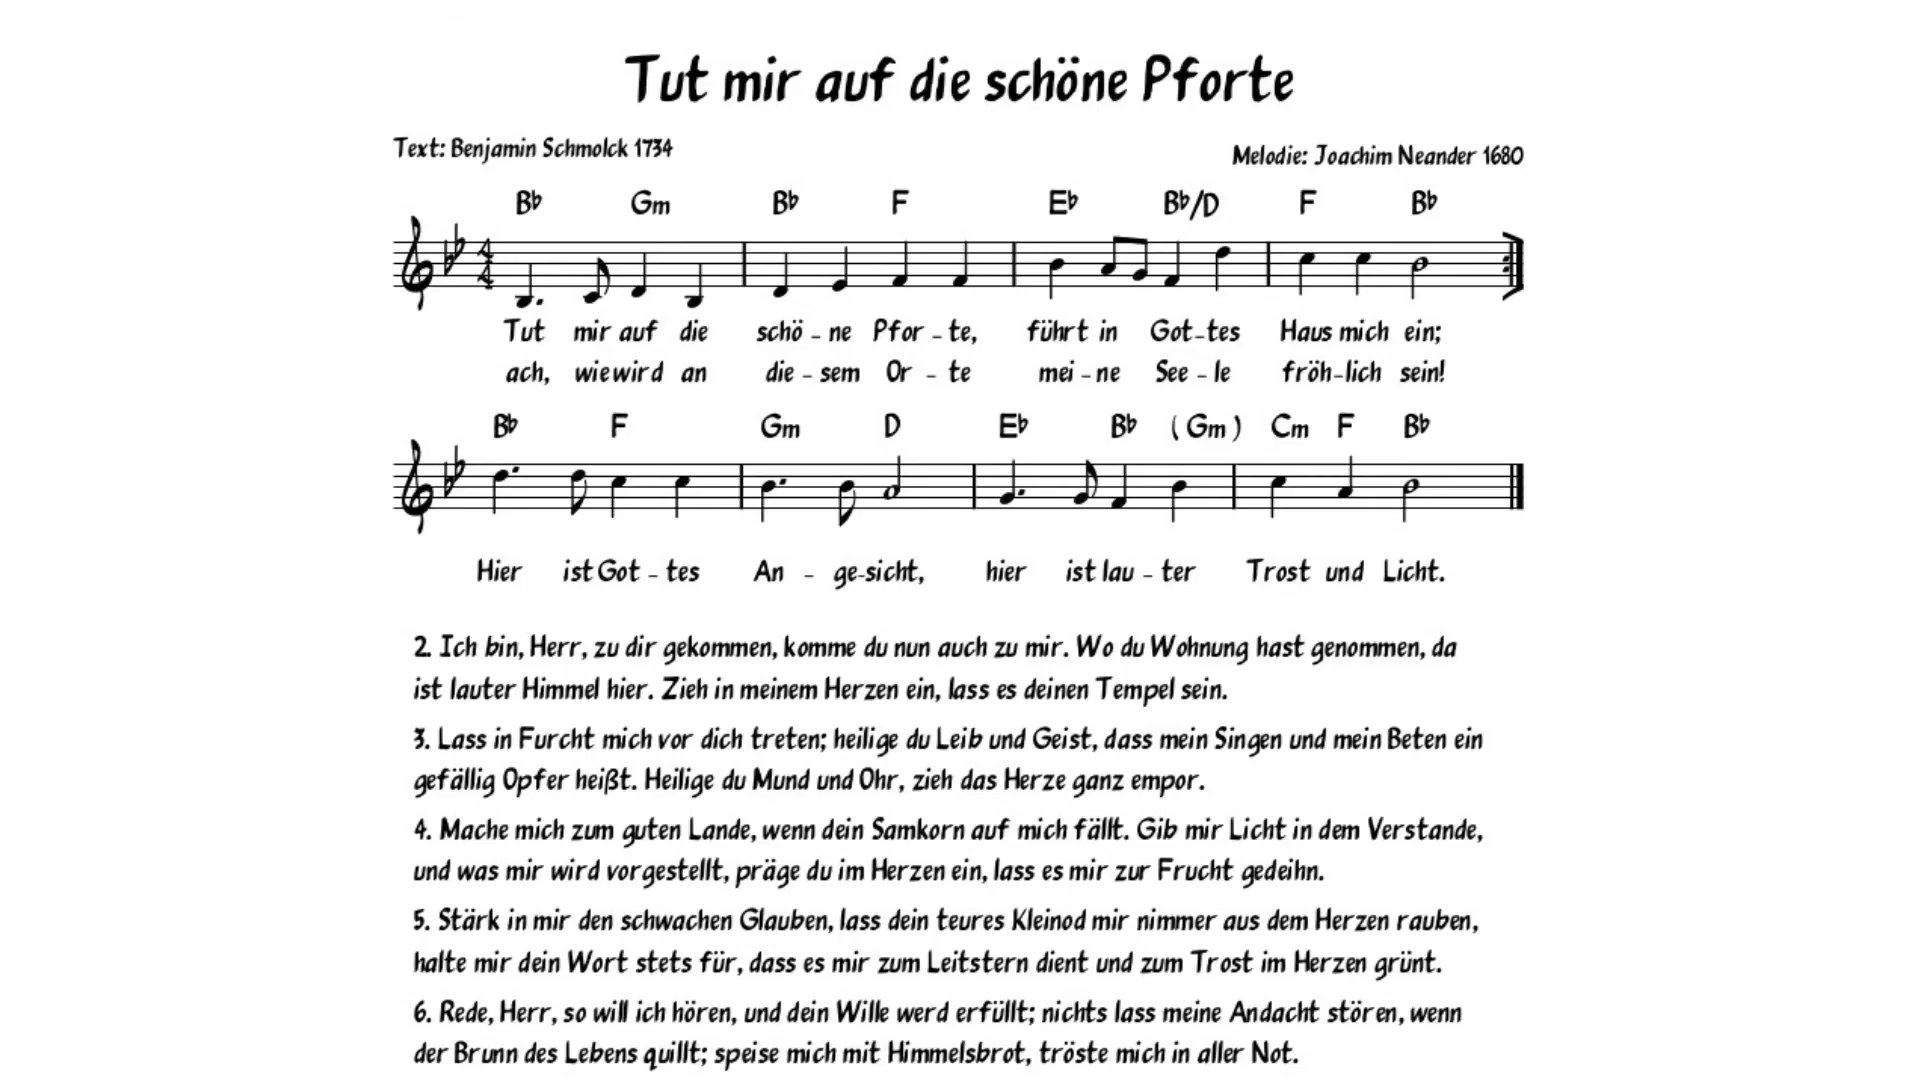 Tut mir auf die schöne Pforte
Text: Benjamin Schmolck 1734
Melodie: Joachim Neander 1680
B♭ Gm B♭ F E♭ B♭/D F B♭
4
4
Tut mir auf die schö - ne Pfor - te, führt in Got - tes Haus mich ein;
ach, wie wird an die - sem Or - te mei - ne See - le fröh - lich sein!
B♭ F Gm D E♭ B♭ ( Gm ) Cm F B♭
Hier ist Got - tes An - ge - sicht, hier ist lau - ter Trost und Licht.
2. Ich bin, Herr, zu dir gekommen, komme du nun auch zu mir. Wo du Wohnung hast genommen, da
ist lauter Himmel hier. Zieh in meinem Herzen ein, lass es deinen Tempel sein.
3. Lass in Furcht mich vor dich treten; heilige du Leib und Geist, dass mein Singen und mein Beten ein
gefällig Opfer heißt. Heilige du Mund und Ohr, zieh das Herze ganz empor.
4. Mache mich zum guten Lande, wenn dein Samkorn auf mich fällt. Gib mir Licht in dem Verstande,
und was mir wird vorgestellt, präge du im Herzen ein, lass es mir zur Frucht gedeihn.
5. Stärk in mir den schwachen Glauben, lass dein teures Kleinod mir nimmer aus dem Herzen rauben,
halte mir dein Wort stets für, dass es mir zum Leitstern dient und zum Trost im Herzen grünt.
6. Rede, Herr, so will ich hören, und dein Wille werd erfüllt; nichts lass meine Andacht stören, wenn
der Brunn des Lebens quillt; speise mich mit Himmelsbrot, tröste mich in aller Not.